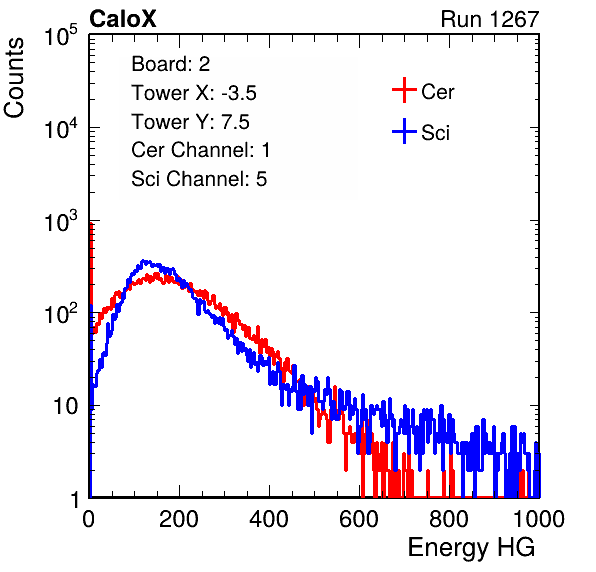 CaloX Run 1267
Counts
Board: 2
Tower X: -3.5
Tower Y: 7.5
Cer Channel: 1
Sci Channel: 5
Cer
Sci
10^5
10^4
10^3
10^2
10
1
0 200 400 600 800 1000
Energy HG